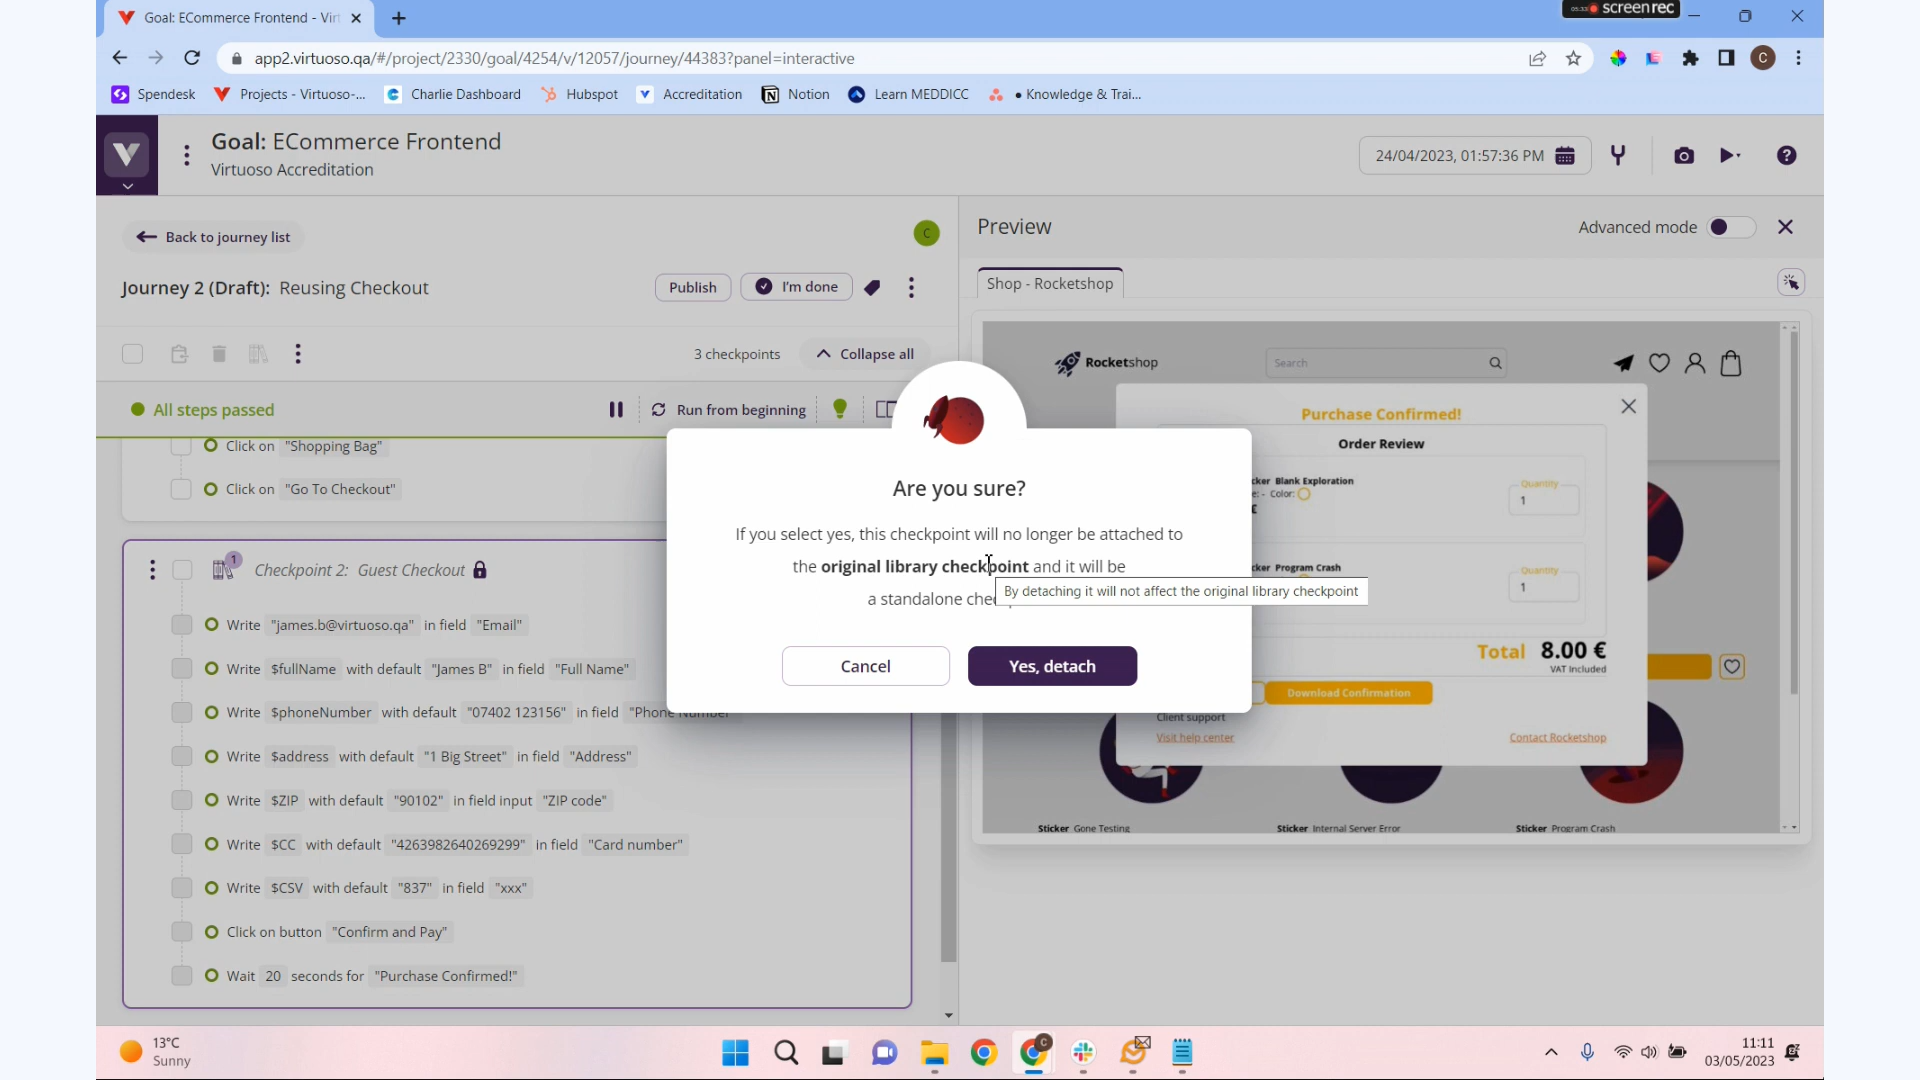 Goal: ECommerce Frontend - Virt
05:33 screenrec
app2.virtuoso.qa/#/project/2330/goal/4254/v/12057/journey/44383?panel=interactive
C
Spendesk
Projects - Virtuoso-...
Charlie Dashboard
Hubspot
Accreditation
Notion
Learn MEDDICC
• Knowledge & Trai...
Goal: ECommerce Frontend
Virtuoso Accreditation
24/04/2023, 01:57:36 PM
Back to journey list
C
Preview
Advanced mode
Journey 2 (Draft): Reusing Checkout
Publish
I'm done
Shop - Rocketshop
3 checkpoints
Collapse all
All steps passed
Run from beginning
Click on "Shopping Bag"
Click on "Go To Checkout"
1
Checkpoint 2: Guest Checkout
Write "james.b@virtuoso.qa" in field "Email"
Write $fullName with default "James B" in field "Full Name"
Write $phoneNumber with default "07402 123156" in field "Phone Number"
Write $address with default "1 Big Street" in field "Address"
Write $ZIP with default "90102" in field input "ZIP code"
Write $CC with default "4263982640269299" in field "Card number"
Write $CSV with default "837" in field "xxx"
Click on button "Confirm and Pay"
Wait 20 seconds for "Purchase Confirmed!"
Are you sure?
If you select yes, this checkpoint will no longer be attached to
the original library checkpoint and it will be
a standalone chec
By detaching it will not affect the original library checkpoint
Cancel
Yes, detach
Rocketshop
Search
Purchase Confirmed!
Order Review
cker Blank Exploration
e: - Color:
€
Quantity
1
cker Program Crash
Quantity
1
Total 8.00 €
VAT Included
Download Confirmation
Client support
Visit help center
Contact Rocketshop
Sticker Gone Testing
Sticker Internal Server Error
Sticker Program Crash
13°C
Sunny
C
11:11
03/05/2023